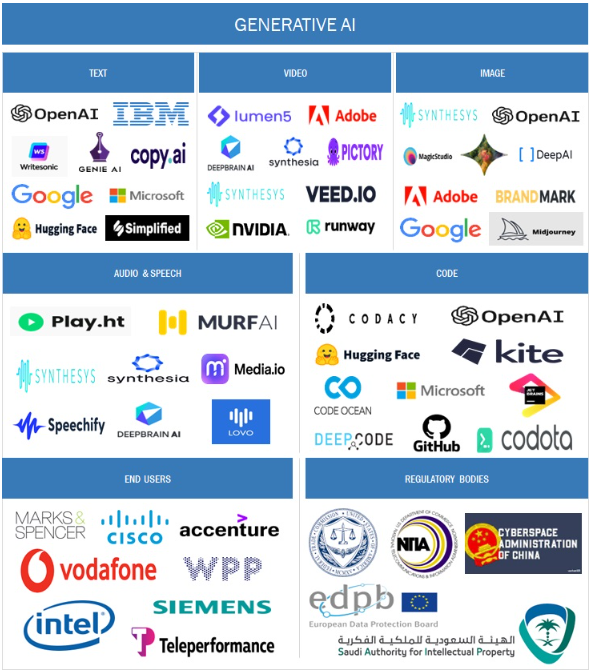 GENERATIVE AI
TEXT
OpenAI
IBM
WS
Writesonic
GENIE AI
copy.ai
Google
Microsoft
Hugging Face
Simplified
VIDEO
lumen5
Adobe
DEEPBRAIN AI
synthesia
PICTORY
SYNTHESYS
VEED.IO
NVIDIA.
runway
IMAGE
SYNTHESYS
OpenAI
MagicStudio
DeepAI
Adobe
BRANDMARK
Google
Midjourney
AUDIO & SPEECH
Play.ht
MURFAI
SYNTHESYS
synthesia
m
Media.io
Speechify
DEEPBRAIN AI
LOVO
CODE
CODACY
OpenAI
Hugging Face
kite
CODE OCEAN
Microsoft
JET
BRAINS
DEEPCODE
GitHub
codota
END USERS
MARKS&
SPENCER
CISCO
accenture
vodafone
WPP
intel
SIEMENS
Teleperformance
REGULATORY BODIES
NTIA
CYBERSPACE
ADMINISTRATION
OF CHINA
edpb
European Data Protection Board
الهيئة السعودية للملكية الفكرية
Saudi Authority for Intellectual Property